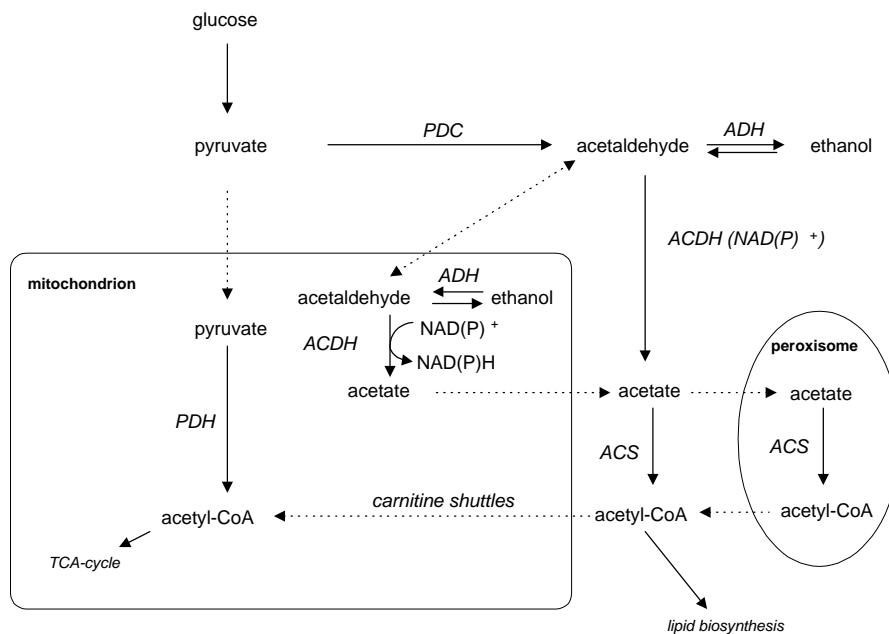 glucose
pyruvate
PDC
acetaldehyde
ADH
ethanol
ACDH (NAD(P) +)
mitochondrion
acetaldehyde
ADH
ethanol
pyruvate
ACDH
NAD(P) +
NAD(P)H
acetate
acetate
peroxisome
acetate
PDH
ACS
ACS
acetyl-CoA
carnitine shuttles
acetyl-CoA
acetyl-CoA
TCA-cycle
lipid biosynthesis